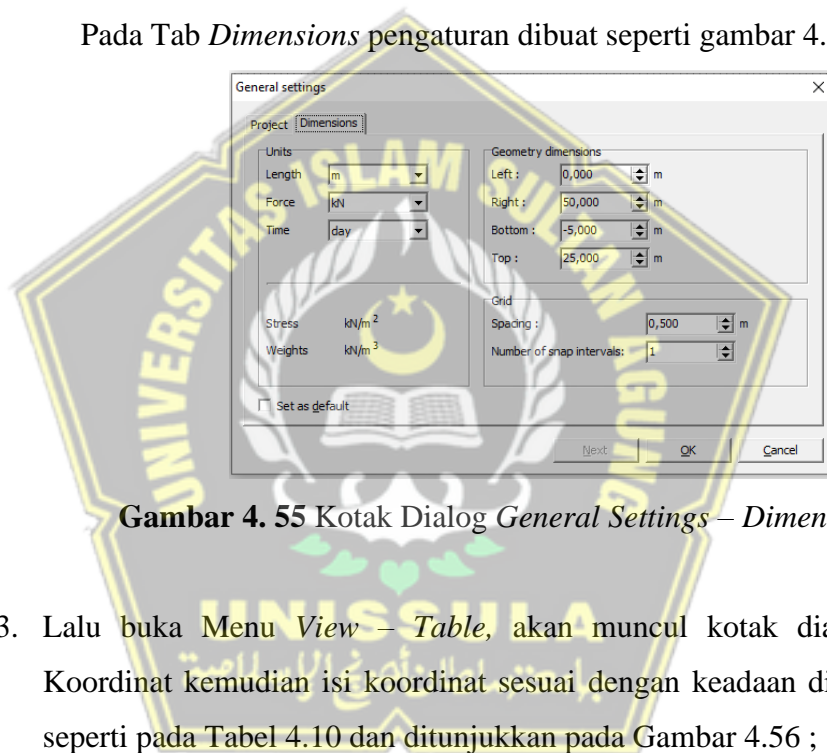 Pada Tab Dimensions pengaturan dibuat seperti gambar 4.
General settings
Project Dimensions
Units
Length m
Force kN
Time day
Stress kN/m 2
Weights kN/m 3
Set as default
Geometry dimensions
Left : 0,000 m
Right : 50,000 m
Bottom : -5,000 m
Top : 25,000 m
Grid
Spacing : 0,500 m
Number of snap intervals: 1
Next OK Cancel
UNIVERSITAS ISLAM SULTAN AGUNG
Gambar 4. 55 Kotak Dialog General Settings – Dimen
UNISSULA
3. Lalu buka Menu View – Table, akan muncul kotak dia
Koordinat kemudian isi koordinat sesuai dengan keadaan di
seperti pada Tabel 4.10 dan ditunjukkan pada Gambar 4.56 ;